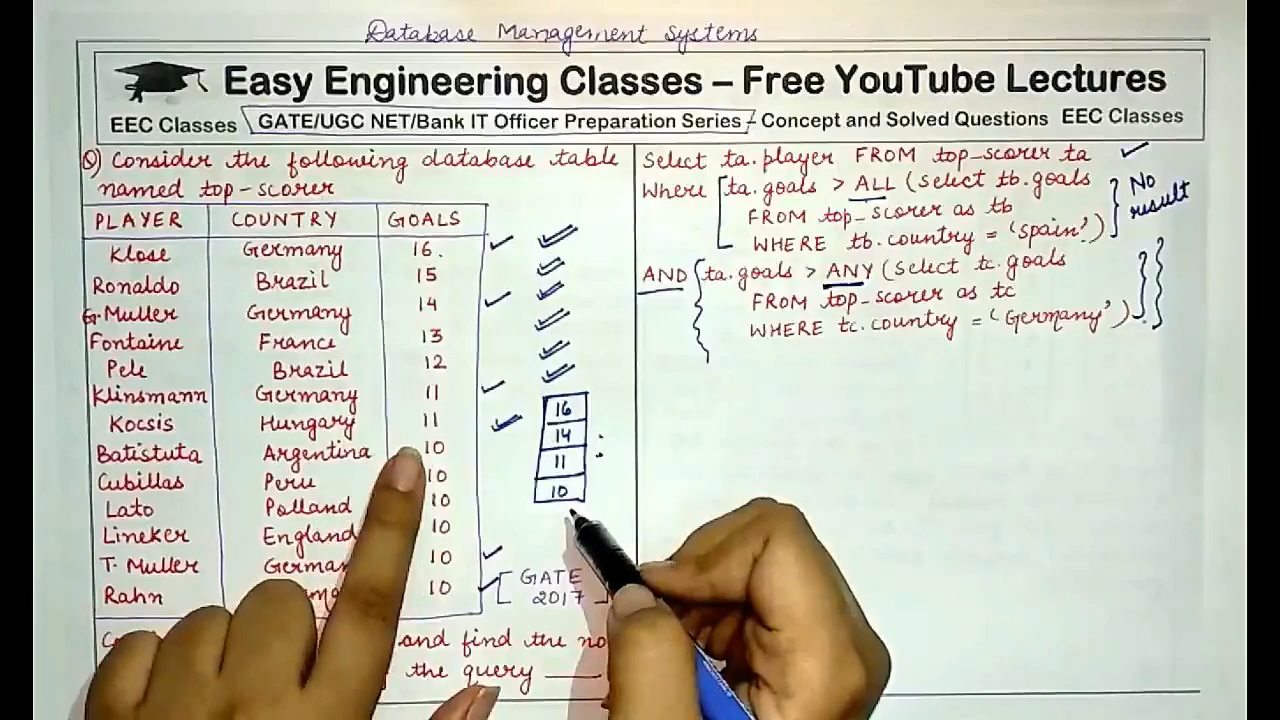 Database Management Systems
Easy Engineering Classes – Free YouTube Lectures
EEC Classes GATE/UGC NET/Bank IT Officer Preparation Series – Concept and Solved Questions EEC Classes
Q) Consider the following database table
named top-scorer
PLAYER COUNTRY GOALS
Klose Germany 16.
Ronaldo Brazil 15
G. Muller Germany 14
Fontaine France 13
Pele Brazil 12
Klinsmann Germany 11
Kocsis Hungary 11
Batistuta Argentina 10
Cubillas Peru 10
Lato Polland 10
Lineker England 10
T. Muller German 10
Rahn 10
16
14
11
10
GATE
2017
and find the no
the query
Select ta.player FROM top-scorer ta
Where ta.goals > ALL (Select tb.goals
FROM top-scorer as tb
WHERE tb.country = 'Spain')
No
result
AND ta.goals > ANY (Select tc.goals
FROM top-scorer as tc
WHERE tc.country = 'Germany')